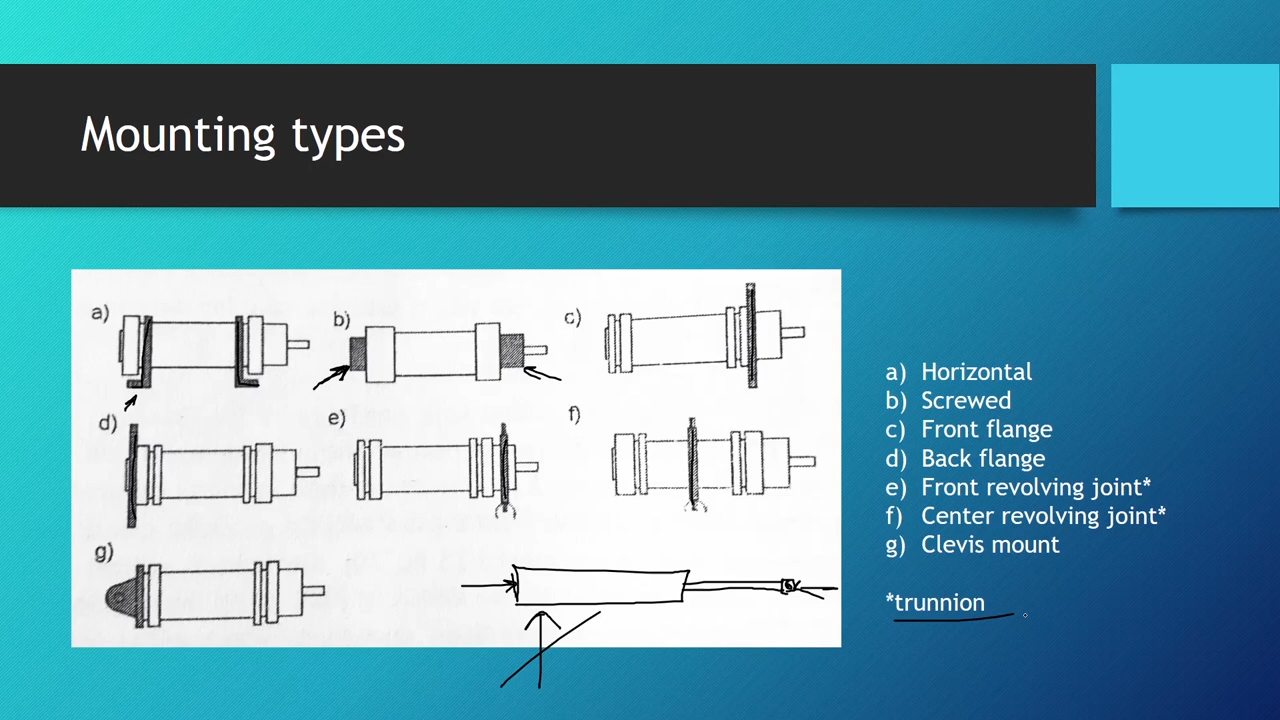 Mounting types
a)
b)
c)
d)
e)
f)
g)
a) Horizontal
b) Screwed
c) Front flange
d) Back flange
e) Front revolving joint*
f) Center revolving joint*
g) Clevis mount
*trunnion